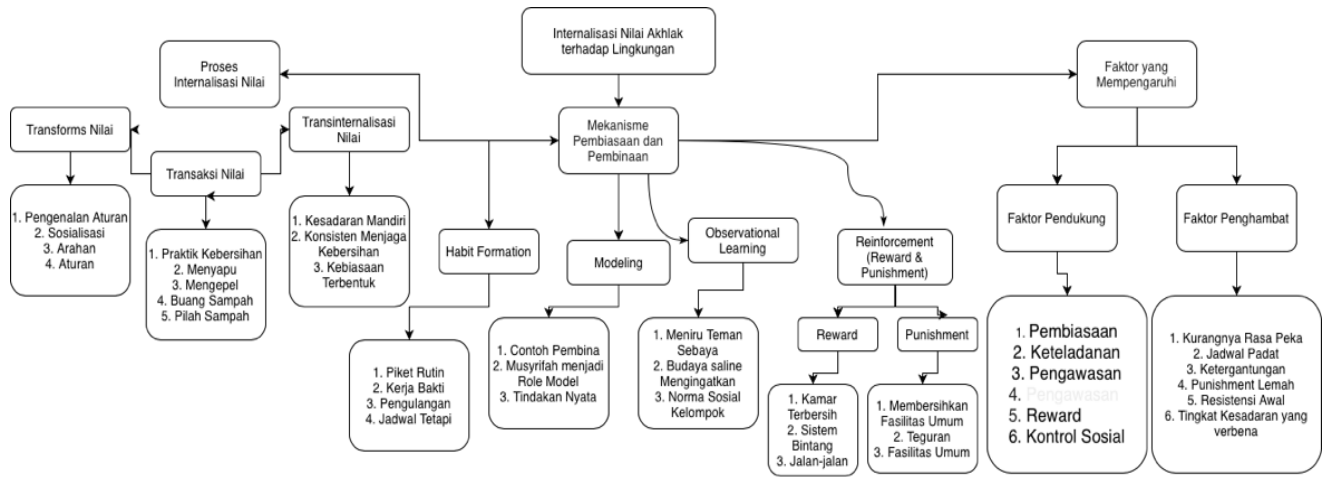 Internalisasi Nilai Akhlak
terhadap Lingkungan
Proses
Internalisasi Nilai
Faktor yang
Mempengaruhi
Transforms Nilai
Transinternalisasi
Nilai
Mekanisme
Pembiasaan dan
Pembinaan
Transaksi Nilai
1. Pengenalan Aturan
2. Sosialisasi
3. Arahan
4. Aturan
1. Praktik Kebersihan
2. Menyapu
3. Mengepel
4. Buang Sampah
5. Pilah Sampah
1. Kesadaran Mandiri
2. Konsisten Menjaga
Kebersihan
3. Kebiasaan
Terbentuk
Habit Formation
Modeling
Observational
Learning
Reinforcement
(Reward &
Punishment)
Faktor Pendukung
Faktor Penghambat
1. Piket Rutin
2. Kerja Bakti
3. Pengulangan
4. Jadwal Tetapi
1. Contoh Pembina
2. Musyrifah menjadi
Role Model
3. Tindakan Nyata
1. Meniru Teman
Sebaya
2. Budaya saline
Mengingatkan
3. Norma Sosial
Kelompok
Reward
Punishment
1. Kamar
Terbersih
2. Sistem
Bintang
3. Jalan-jalan
1. Membersihkan
Fasilitas Umum
2. Teguran
3. Fasilitas Umum
1. Pembiasaan
2. Keteladanan
3. Pengawasan
4. Pengawasan
5. Reward
6. Kontrol Sosial
1. Kurangnya Rasa Peka
2. Jadwal Padat
3. Ketergantungan
4. Punishment Lemah
5. Resistensi Awal
6. Tingkat Kesadaran yang
verbena